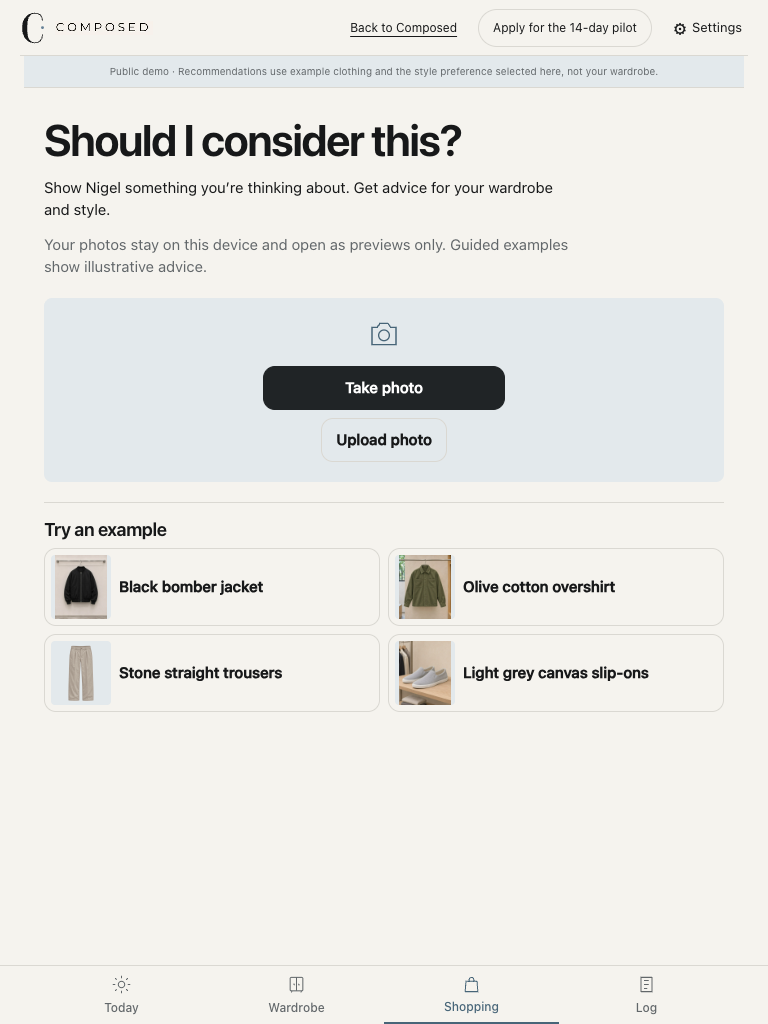 C COMPOSED
Back to Composed
Apply for the 14-day pilot
Settings
Public demo · Recommendations use example clothing and the style preference selected here, not your wardrobe.
Should I consider this?
Show Nigel something you’re thinking about. Get advice for your wardrobe
and style.
Your photos stay on this device and open as previews only. Guided examples
show illustrative advice.
Take photo
Upload photo
Try an example
Black bomber jacket
Olive cotton overshirt
Stone straight trousers
Light grey canvas slip-ons
Today
Wardrobe
Shopping
Log